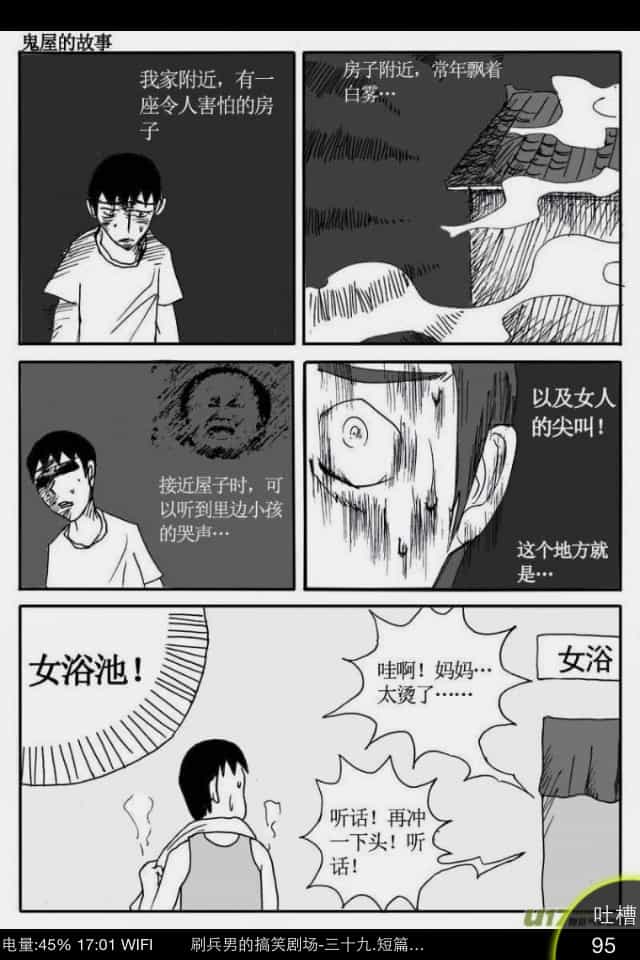 鬼屋的故事
我家附近，有一
座令人害怕的房
子
房子附近，常年飘着
白雾…
接近屋子时，可
以听到里边小孩
的哭声…
以及女人
的尖叫！
这个地方就
是…
女浴池！
哇啊！妈妈…
太烫了……
女浴
听话！再冲
一下头！听
话！
U17
吐槽
95
电量:45% 17:01 WIFI
刷兵男的搞笑剧场-三十九.短篇...